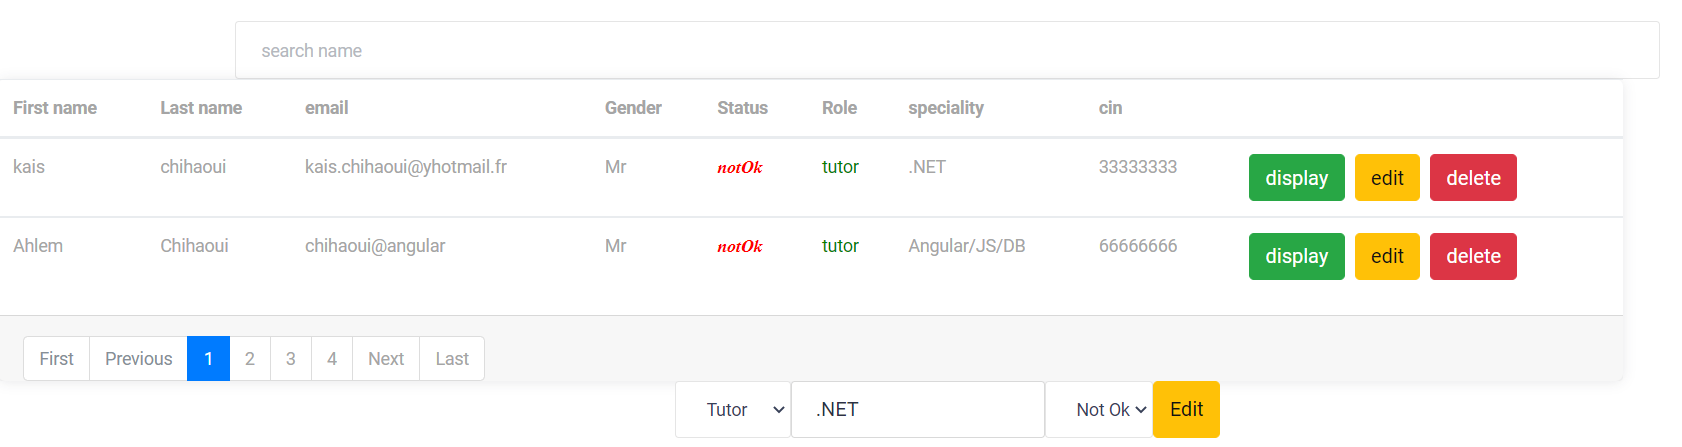 search name
First name Last name email Gender Status Role speciality cin
kais chihaoui kais.chihaoui@yhotmail.fr Mr notOk tutor .NET 33333333 display edit delete
Ahlem Chihaoui chihaoui@angular Mr notOk tutor Angular/JS/DB 66666666 display edit delete
First Previous 1 2 3 4 Next Last
Tutor .NET Not Ok Edit